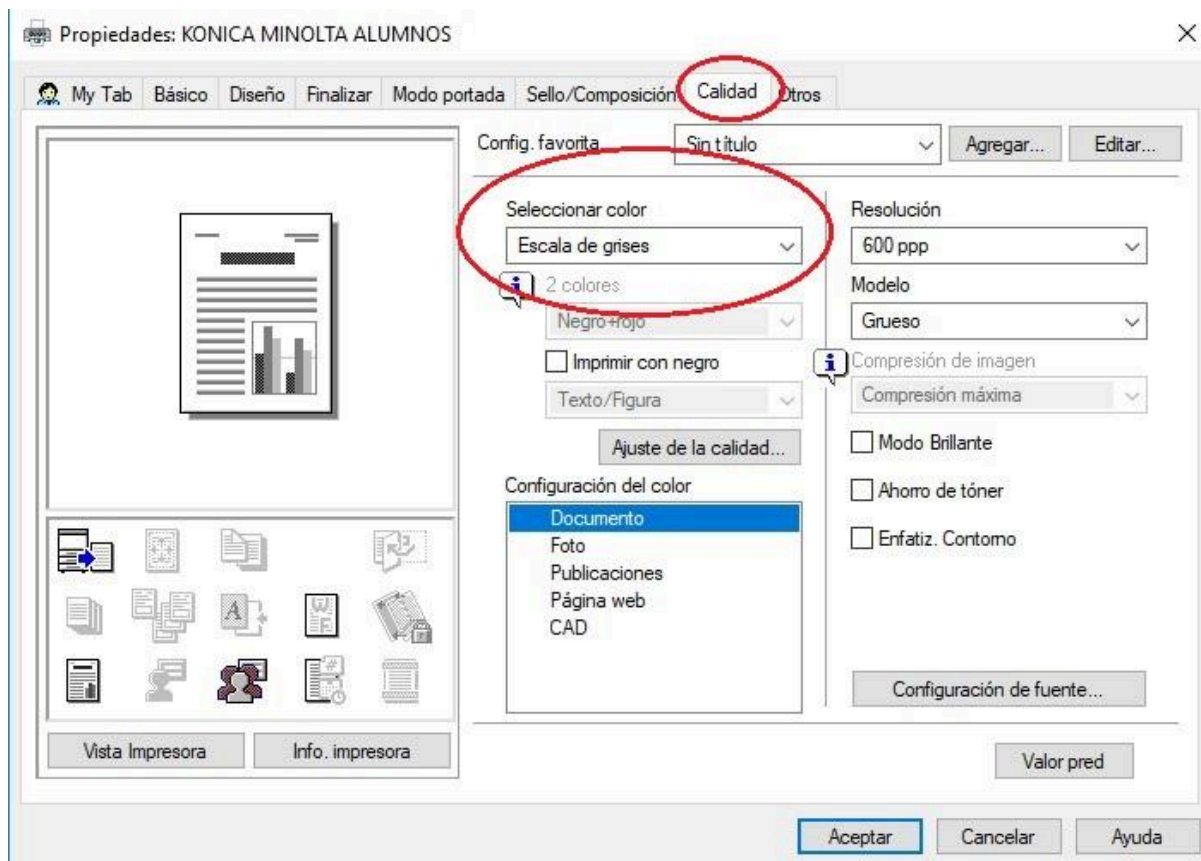 Propiedades: KONICA MINOLTA ALUMNOS
My Tab Básico Diseño Finalizar Modo portada Sello/Composición Calidad Otros
Config. favorita Sin título Agregar... Editar...
Seleccionar color
Escala de grises
2 colores
Negro+rojo
Imprimir con negro
Texto/Figura
Ajuste de la calidad...
Configuración del color
Documento
Foto
Publicaciones
Página web
CAD
Resolución
600 ppp
Modelo
Grueso
Compresión de imagen
Compresión máxima
Modo Brillante
Ahorro de tóner
Enfatiz. Contorno
Configuración de fuente...
Vista Impresora Info. impresora
Valor pred
Aceptar Cancelar Ayuda